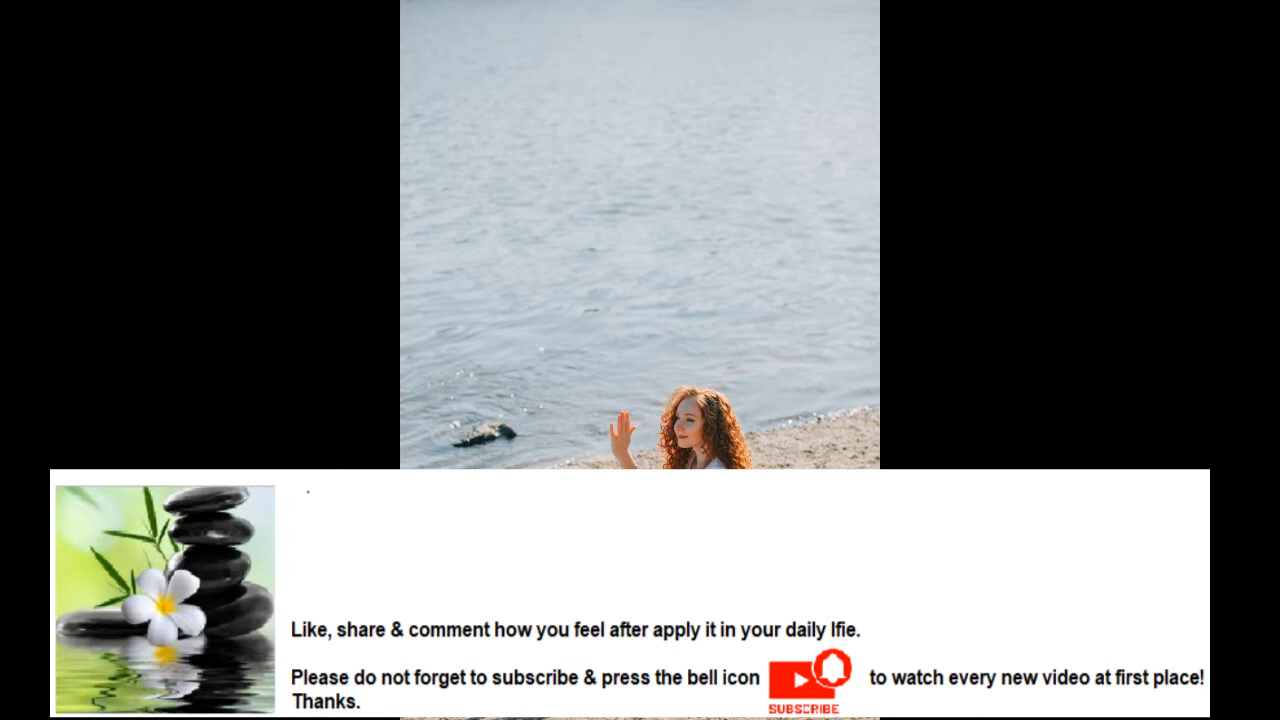 Like, share & comment how you feel after apply it in your daily lfie.
Please do not forget to subscribe & press the bell icon SUBSCRIBE to watch every new video at first place!
Thanks.